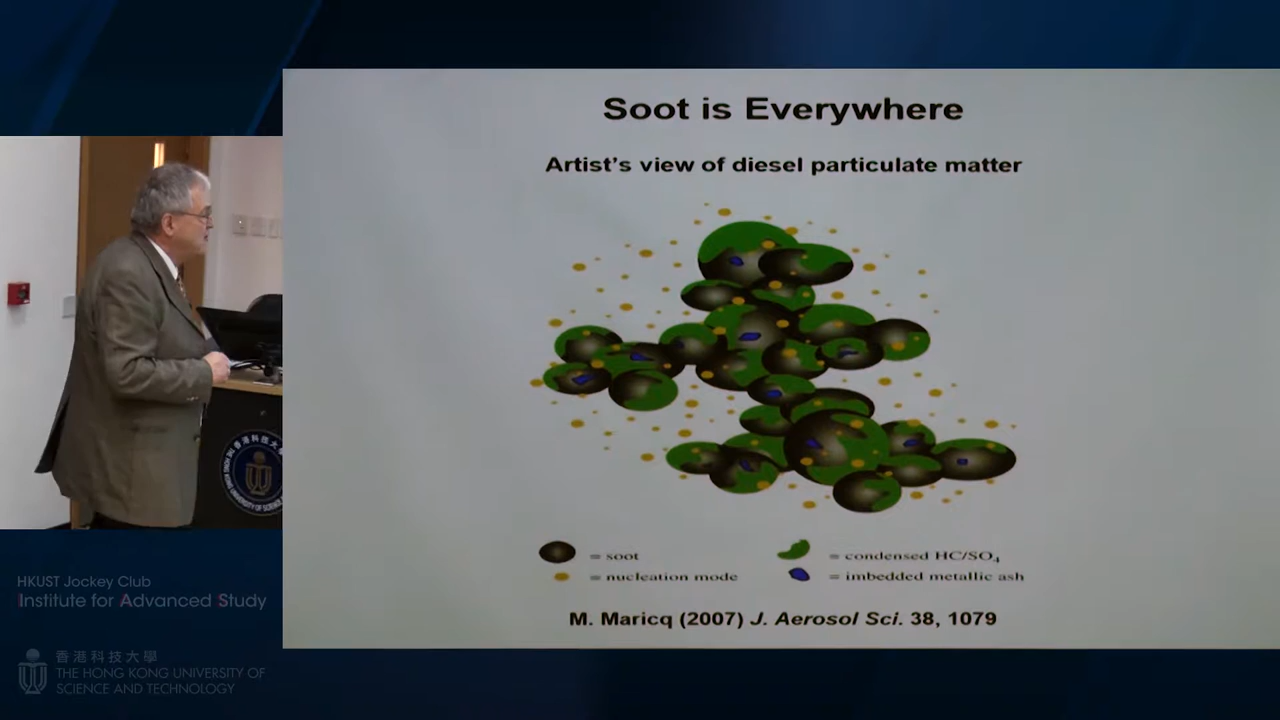 Soot is Everywhere
Artist's view of diesel particulate matter
= soot
= condensed HC/SO4
= nucleation mode
= imbedded metallic ash
M. Maricq (2007) J. Aerosol Sci. 38, 1079
HKUST Jockey Club
Institute for Advanced Study
香港科技大學
THE HONG KONG UNIVERSITY OF
SCIENCE AND TECHNOLOGY